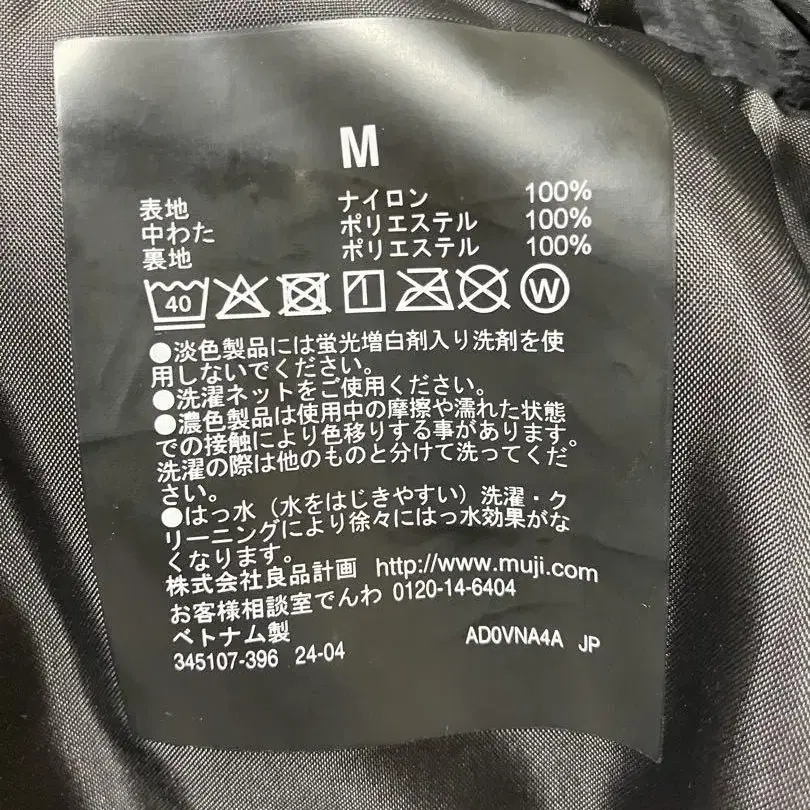 M
表地 ナイロン 100%
中わた ポリエステル 100%
裏地 ポリエステル 100%
40 W
●淡色製品には蛍光増白剤入り洗剤を使
用しないでください。
●洗濯ネットをご使用ください。
●濃色製品は使用中の摩擦や濡れた状態
での接触により色移りする事があります。
洗濯の際は他のものと分けて洗ってくだ
さい。
●はっ水（水をはじきやすい）洗濯・ク
リーニングにより徐々にはっ水効果がな
くなります。
株式会社良品計画 http://www.muji.com
お客様相談室でんわ 0120-14-6404
ベトナム製 AD0VNA4A JP
345107-396 24-04